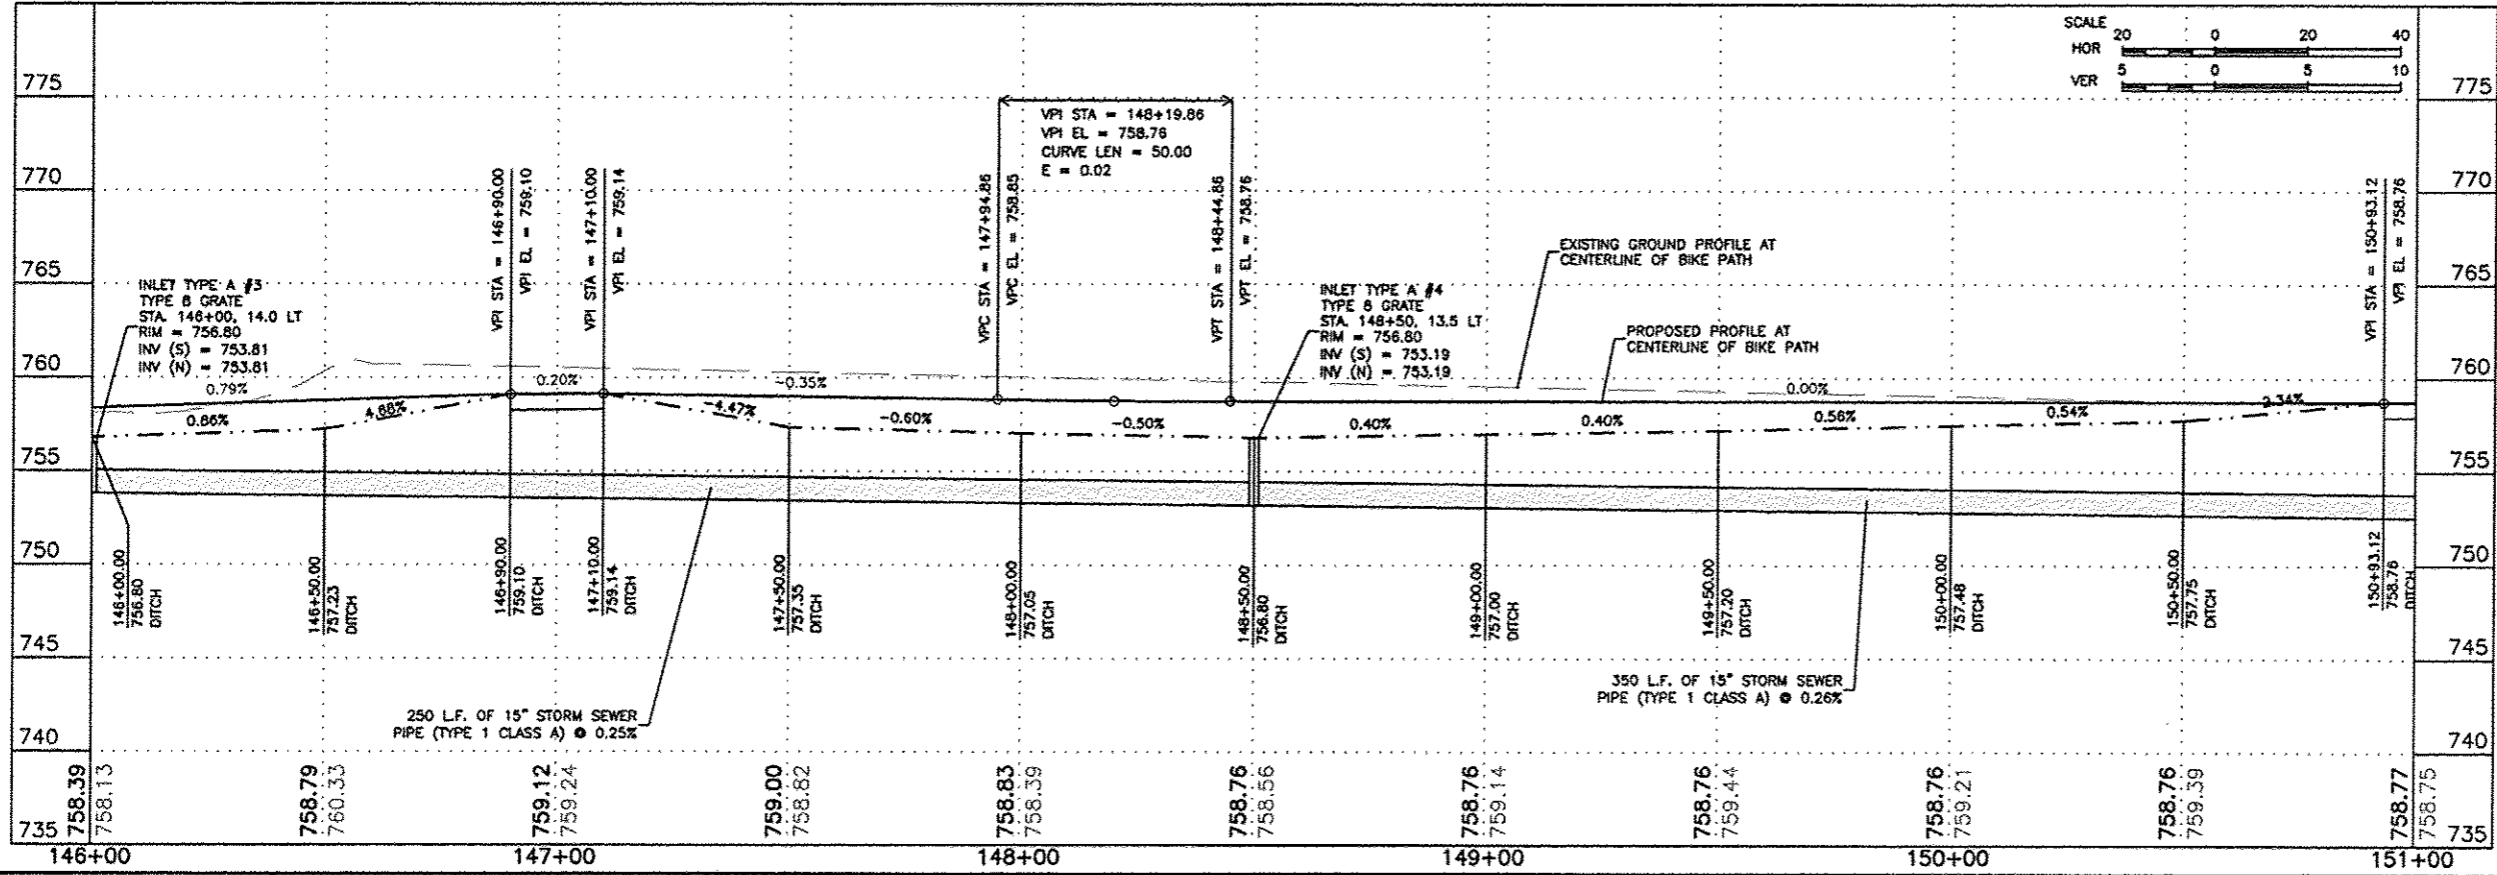 SCALE
20 0 20 40
HOR
5 0 5 10
VER
775
770
765
760
755
750
745
740
735
775
770
765
760
755
750
745
740
735
INLET TYPE A #3
TYPE B GRATE
STA. 146+00, 14.0 LT
RIM = 756.80
INV (S) = 753.81
INV (N) = 753.81
VPI STA = 146+90.00
VPI EL = 759.10
VPI STA = 147+10.00
VPI EL = 759.14
VPI STA = 148+19.86
VPI EL = 758.76
CURVE LEN = 50.00
E = 0.02
VPC STA = 147+94.86
VPC EL = 758.85
VPT STA = 148+44.86
VPT EL = 758.76
INLET TYPE A #4
TYPE B GRATE
STA. 148+50, 13.5 LT
RIM = 756.80
INV (S) = 753.19
INV (N) = 753.19
EXISTING GROUND PROFILE AT
CENTERLINE OF BIKE PATH
PROPOSED PROFILE AT
CENTERLINE OF BIKE PATH
VPI STA = 150+93.12
VPI EL = 758.76
0.79%
0.20%
-0.35%
0.00%
0.86%
4.68%
-4.47%
-0.60%
-0.50%
0.40%
0.40%
0.56%
0.54%
2.34%
146+00.00
756.80
DITCH
146+50.00
757.23
DITCH
146+90.00
759.10
DITCH
147+10.00
759.14
DITCH
147+50.00
757.35
DITCH
148+00.00
757.05
DITCH
148+50.00
756.80
DITCH
149+00.00
757.00
DITCH
149+50.00
757.20
DITCH
150+00.00
757.48
DITCH
150+50.00
757.75
DITCH
150+93.12
758.76
DITCH
250 L.F. OF 15" STORM SEWER
PIPE (TYPE 1 CLASS A) @ 0.25%
350 L.F. OF 15" STORM SEWER
PIPE (TYPE 1 CLASS A) @ 0.26%
758.39
758.13
758.79
760.33
759.12
759.24
759.00
758.82
758.83
758.39
758.76
758.56
758.76
759.14
758.76
759.44
758.76
759.21
758.76
759.39
758.77
758.75
146+00 147+00 148+00 149+00 150+00 151+00